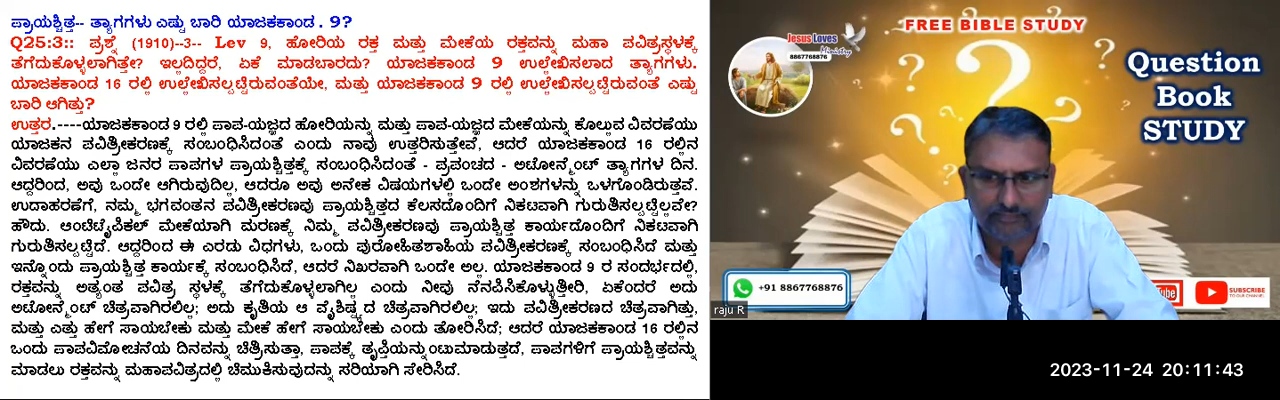 ಪ್ರಾಯಶ್ಚಿತ್ತ-- ತ್ಯಾಗಗಳು ಎಷ್ಟು ಬಾರಿ ಯಾಜಕಕಾಂಡ . 9?
Q25:3:: ಪ್ರಶ್ನೆ (1910)--3-- Lev 9, ಹೋರಿಯ ರಕ್ತ ಮತ್ತು ಮೇಕೆಯ ರಕ್ತವನ್ನು ಮಹಾ ಪವಿತ್ರಸ್ಥಳಕ್ಕೆ
ತೆಗೆದುಕೊಳ್ಳಲಾಗಿತ್ತೇ? ಇಲ್ಲದಿದ್ದರೆ, ಏಕೆ ಮಾಡಬಾರದು? ಯಾಜಕಕಾಂಡ 9 ಉಲ್ಲೇಖಿಸಲಾದ ತ್ಯಾಗಗಳು.
ಯಾಜಕಕಾಂಡ 16 ರಲ್ಲಿ ಉಲ್ಲೇಖಿಸಲ್ಪಟ್ಟಿರುವಂತೆಯೇ, ಮತ್ತು ಯಾಜಕಕಾಂಡ 9 ರಲ್ಲಿ ಉಲ್ಲೇಖಿಸಲ್ಪಟ್ಟಿರುವಂತೆ ಎಷ್ಟು
ಬಾರಿ ಆಗಿತ್ತು?
ಉತ್ತರ.----ಯಾಜಕಕಾಂಡ 9 ರಲ್ಲಿ ಪಾಪ-ಯಜ್ಞದ ಹೋರಿಯನ್ನು ಮತ್ತು ಪಾಪ-ಯಜ್ಞದ ಮೇಕೆಯನ್ನು ಕೊಲ್ಲುವ ವಿವರಣೆಯು
ಯಾಜಕನ ಪವಿತ್ರೀಕರಣಕ್ಕೆ ಸಂಬಂಧಿಸಿದಂತೆ ಎಂದು ನಾವು ಉತ್ತರಿಸುತ್ತೇವೆ, ಆದರೆ ಯಾಜಕಕಾಂಡ 16 ರಲ್ಲಿನ
ವಿವರಣೆಯು ಎಲ್ಲಾ ಜನರ ಪಾಪಗಳ ಪ್ರಾಯಶ್ಚಿತ್ತಕ್ಕೆ ಸಂಬಂಧಿಸಿದಂತೆ - ಪ್ರಪಂಚದ - ಅಟೋನ್ಮೆಂಟ್ ತ್ಯಾಗಗಳ ದಿನ.
ಆದ್ದರಿಂದ, ಅವು ಒಂದೇ ಆಗಿರುವುದಿಲ್ಲ, ಆದರೂ ಅವು ಅನೇಕ ವಿಷಯಗಳಲ್ಲಿ ಒಂದೇ ಅಂಶಗಳನ್ನು ಒಳಗೊಂಡಿರುತ್ತವೆ.
ಉದಾಹರಣೆಗೆ, ನಮ್ಮ ಭಗವಂತನ ಪವಿತ್ರೀಕರಣವು ಪ್ರಾಯಶ್ಚಿತ್ತದ ಕೆಲಸದೊಂದಿಗೆ ನಿಕಟವಾಗಿ ಗುರುತಿಸಲ್ಪಟ್ಟಿಲ್ಲವೇ?
ಹೌದು. ಆಂಟಿಟೈಪಿಕಲ್ ಮೇಕೆಯಾಗಿ ಮರಣಕ್ಕೆ ನಿಮ್ಮ ಪವಿತ್ರೀಕರಣವು ಪ್ರಾಯಶ್ಚಿತ್ತ ಕಾರ್ಯದೊಂದಿಗೆ ನಿಕಟವಾಗಿ
ಗುರುತಿಸಲ್ಪಟ್ಟಿದೆ. ಆದ್ದರಿಂದ ಈ ಎರಡು ವಿಧಗಳು, ಒಂದು ಪುರೋಹಿತಶಾಹಿಯ ಪವಿತ್ರೀಕರಣಕ್ಕೆ ಸಂಬಂಧಿಸಿದೆ ಮತ್ತು
ಇನ್ನೊಂದು ಪ್ರಾಯಶ್ಚಿತ್ತ ಕಾರ್ಯಕ್ಕೆ ಸಂಬಂಧಿಸಿದೆ, ಆದರೆ ನಿಖರವಾಗಿ ಒಂದೇ ಅಲ್ಲ. ಯಾಜಕಕಾಂಡ 9 ರ ಸಂದರ್ಭದಲ್ಲಿ,
ರಕ್ತವನ್ನು ಅತ್ಯಂತ ಪವಿತ್ರ ಸ್ಥಳಕ್ಕೆ ತೆಗೆದುಕೊಳ್ಳಲಾಗಿಲ್ಲ ಎಂದು ನೀವು ನೆನಪಿಸಿಕೊಳ್ಳುತ್ತೀರಿ, ಏಕೆಂದರೆ ಅದು
ಅಟೋನ್ಮೆಂಟ್ ಚಿತ್ರವಾಗಿರಲಿಲ್ಲ; ಅದು ಕೃತಿಯ ಆ ವೈಶಿಷ್ಟ್ಯದ ಚಿತ್ರವಾಗಿರಲಿಲ್ಲ; ಇದು ಪವಿತ್ರೀಕರಣದ ಚಿತ್ರವಾಗಿತ್ತು,
ಮತ್ತು ಎತ್ತು ಹೇಗೆ ಸಾಯಬೇಕು ಮತ್ತು ಮೇಕೆ ಹೇಗೆ ಸಾಯಬೇಕು ಎಂದು ತೋರಿಸಿದೆ; ಆದರೆ ಯಾಜಕಕಾಂಡ 16 ರಲ್ಲಿನ
ಒಂದು ಪಾಪವಿಮೋಚನೆಯ ದಿನವನ್ನು ಚಿತ್ರಿಸುತ್ತಾ, ಪಾಪಕ್ಕೆ ತೃಪ್ತಿಯನ್ನುಂಟುಮಾಡುತ್ತದೆ, ಪಾಪಗಳಿಗೆ ಪ್ರಾಯಶ್ಚಿತ್ತವನ್ನು
ಮಾಡಲು ರಕ್ತವನ್ನು ಮಹಾಪವಿತ್ರದಲ್ಲಿ ಚಿಮುಕಿಸುವುದನ್ನು ಸರಿಯಾಗಿ ಸೇರಿಸಿದೆ.
FREE BIBLE STUDY
Jesus Loves
Ministry
8867768876
Question
Book
STUDY
+91 8867768876
raju R
SUBSCRIBE
TO OUR CHANNEL
2023-11-24 20:11:43